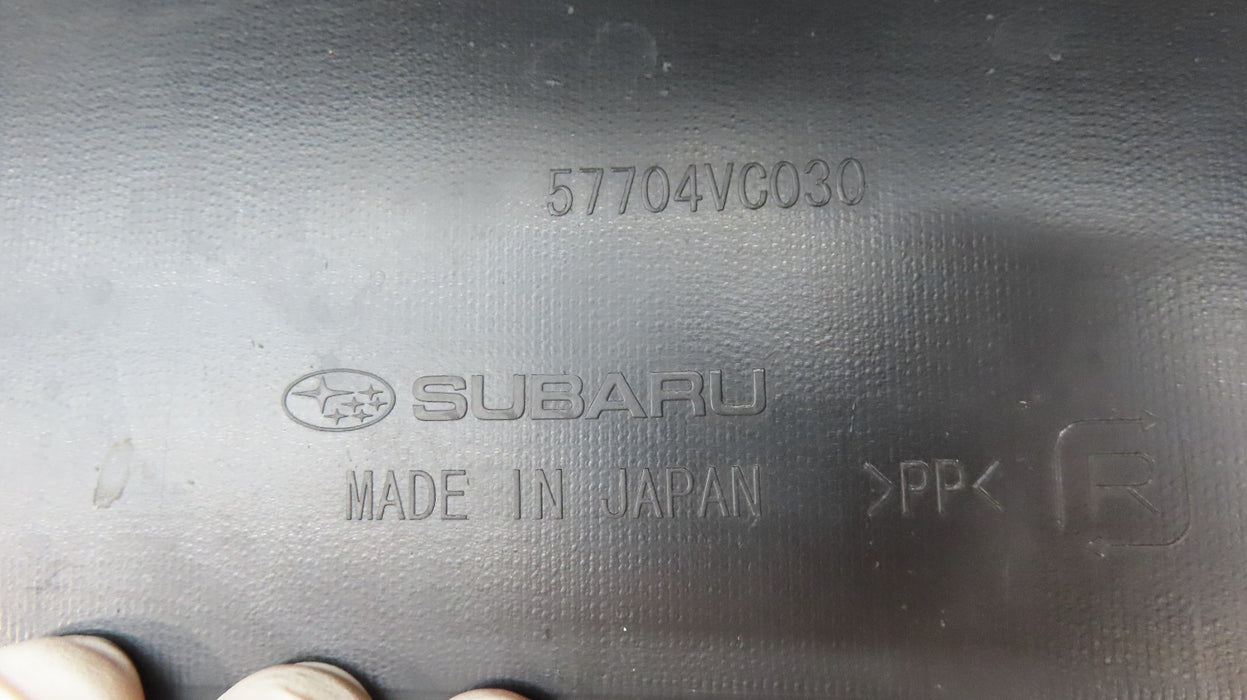 57704VC030
SUBARU
MADE IN JAPAN >PP< R